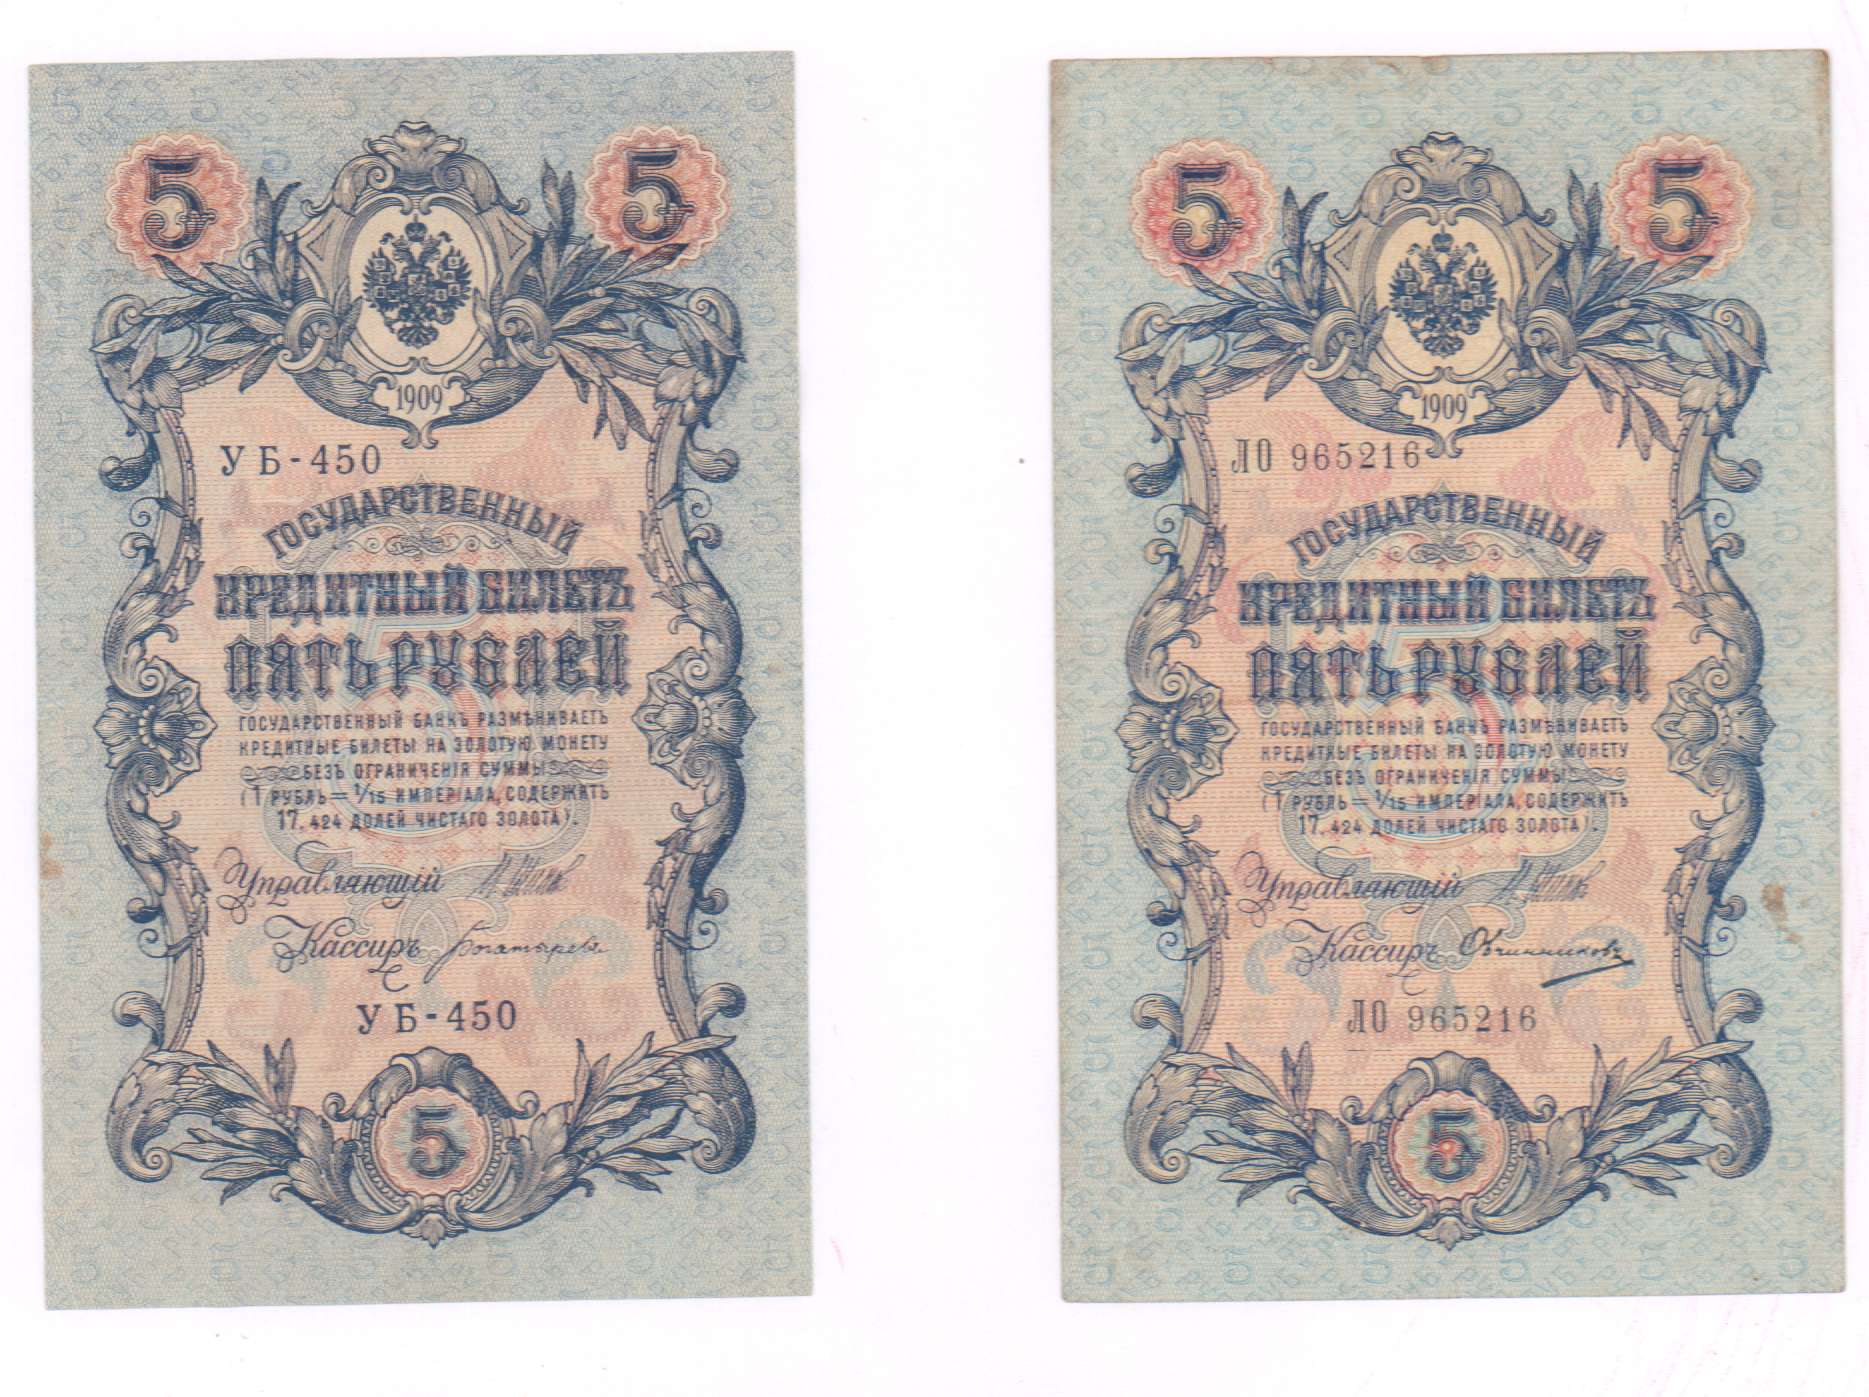 5 5
1909
УБ-450
ГОСУДАРСТВЕННЫЙ
КРЕДИТНЫЙ БИЛЕТЪ
ПЯТЬ РУБЛЕЙ
ГОСУДАРСТВЕННЫЙ БАНКЪ РАЗМѢНИВАЕТЪ
КРЕДИТНЫЕ БИЛЕТЫ НА ЗОЛОТУЮ МОНЕТУ
БЕЗЪ ОГРАНИЧЕНІЯ СУММЫ
(1 РУБЛЬ = 1/15 ИМПЕРІАЛА, СОДЕРЖИТЪ
17,424 ДОЛЕЙ ЧИСТАГО ЗОЛОТА).
Управляющій
Кассиръ Богатыревъ
УБ-450
5
5 5
1909
ЛО 965216
ГОСУДАРСТВЕННЫЙ
КРЕДИТНЫЙ БИЛЕТЪ
ПЯТЬ РУБЛЕЙ
ГОСУДАРСТВЕННЫЙ БАНКЪ РАЗМѢНИВАЕТЪ
КРЕДИТНЫЕ БИЛЕТЫ НА ЗОЛОТУЮ МОНЕТУ
БЕЗЪ ОГРАНИЧЕНІЯ СУММЫ
(1 РУБЛЬ = 1/15 ИМПЕРІАЛА, СОДЕРЖИТЪ
17,424 ДОЛЕЙ ЧИСТАГО ЗОЛОТА).
Управляющій
Кассиръ Овчинниковъ
ЛО 965216
5